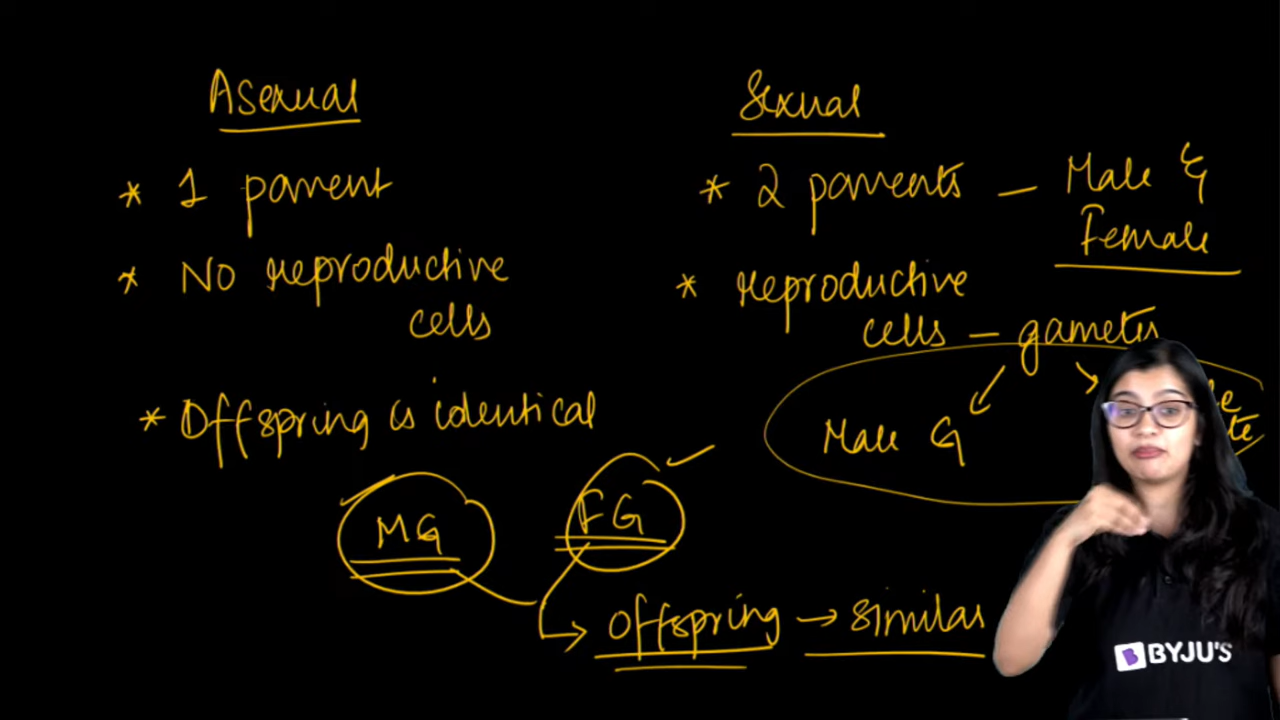 Asexual
* 1 parent
* No reproductive
cells
* Offspring is identical
MG
FG
Sexual
* 2 parents – Male &
Female
* reproductive
cells – gametes
Male G
Offspring → similar
BYJU'S